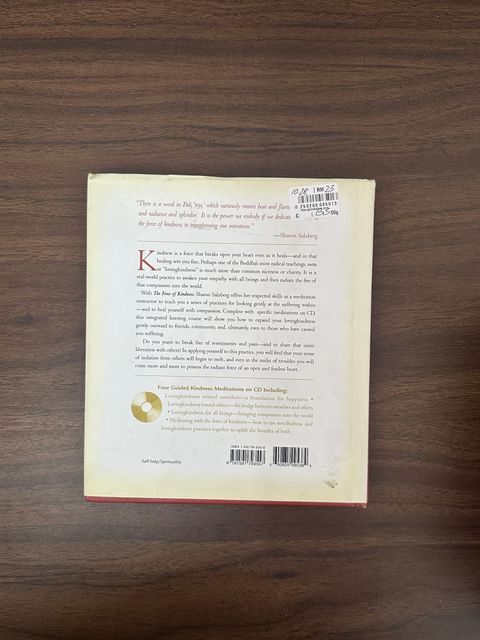 "There is a word in Pali, 'teja,' which variously means heat and flame
and radiance and splendor. It is the power we embody if we dedicate
the force of kindness, to transforming our intentions"
—Sharon Salzberg
10.28 1 RM 23
Kindness is a force that breaks open your heart even as it heals—and in that
healing sets you free. Perhaps one of the Buddha's most radical teachings, metta
or "lovingkindness" is much more than common niceness or charity. It is a
real-world practice to awaken your empathy with all beings and then radiate the fire of
that compassion into the world.
With The Force of Kindness, Sharon Salzberg offers her respected skills as a meditation
instructor to teach you a series of practices for looking gently at the suffering within
—and to heal yourself with compassion. Complete with specific meditations on CD,
this integrated learning course will show you how to expand your lovingkindness
gently outward to friends, community, and, ultimately, even to those who have caused
you suffering.
Do you yearn to break free of resentments and pain—and to share that inner
liberation with others? In applying yourself to this practice, you will find that your sense
of isolation from others will begin to melt, and even in the midst of troubles you will
come more and more to possess the radiant force of an open and fearless heart.
Four Guided Kindness Meditations on CD Including:
Lovingkindness toward ourselves—a foundation for happiness •
Lovingkindness toward others—the bridge between ourselves and others
• Lovingkindness for all beings—bringing compassion into the world
• Meditating with the force of kindness—how to use mindfulness and
lovingkindness practices together to uplift the benefits of both
Self-help/Spirituality